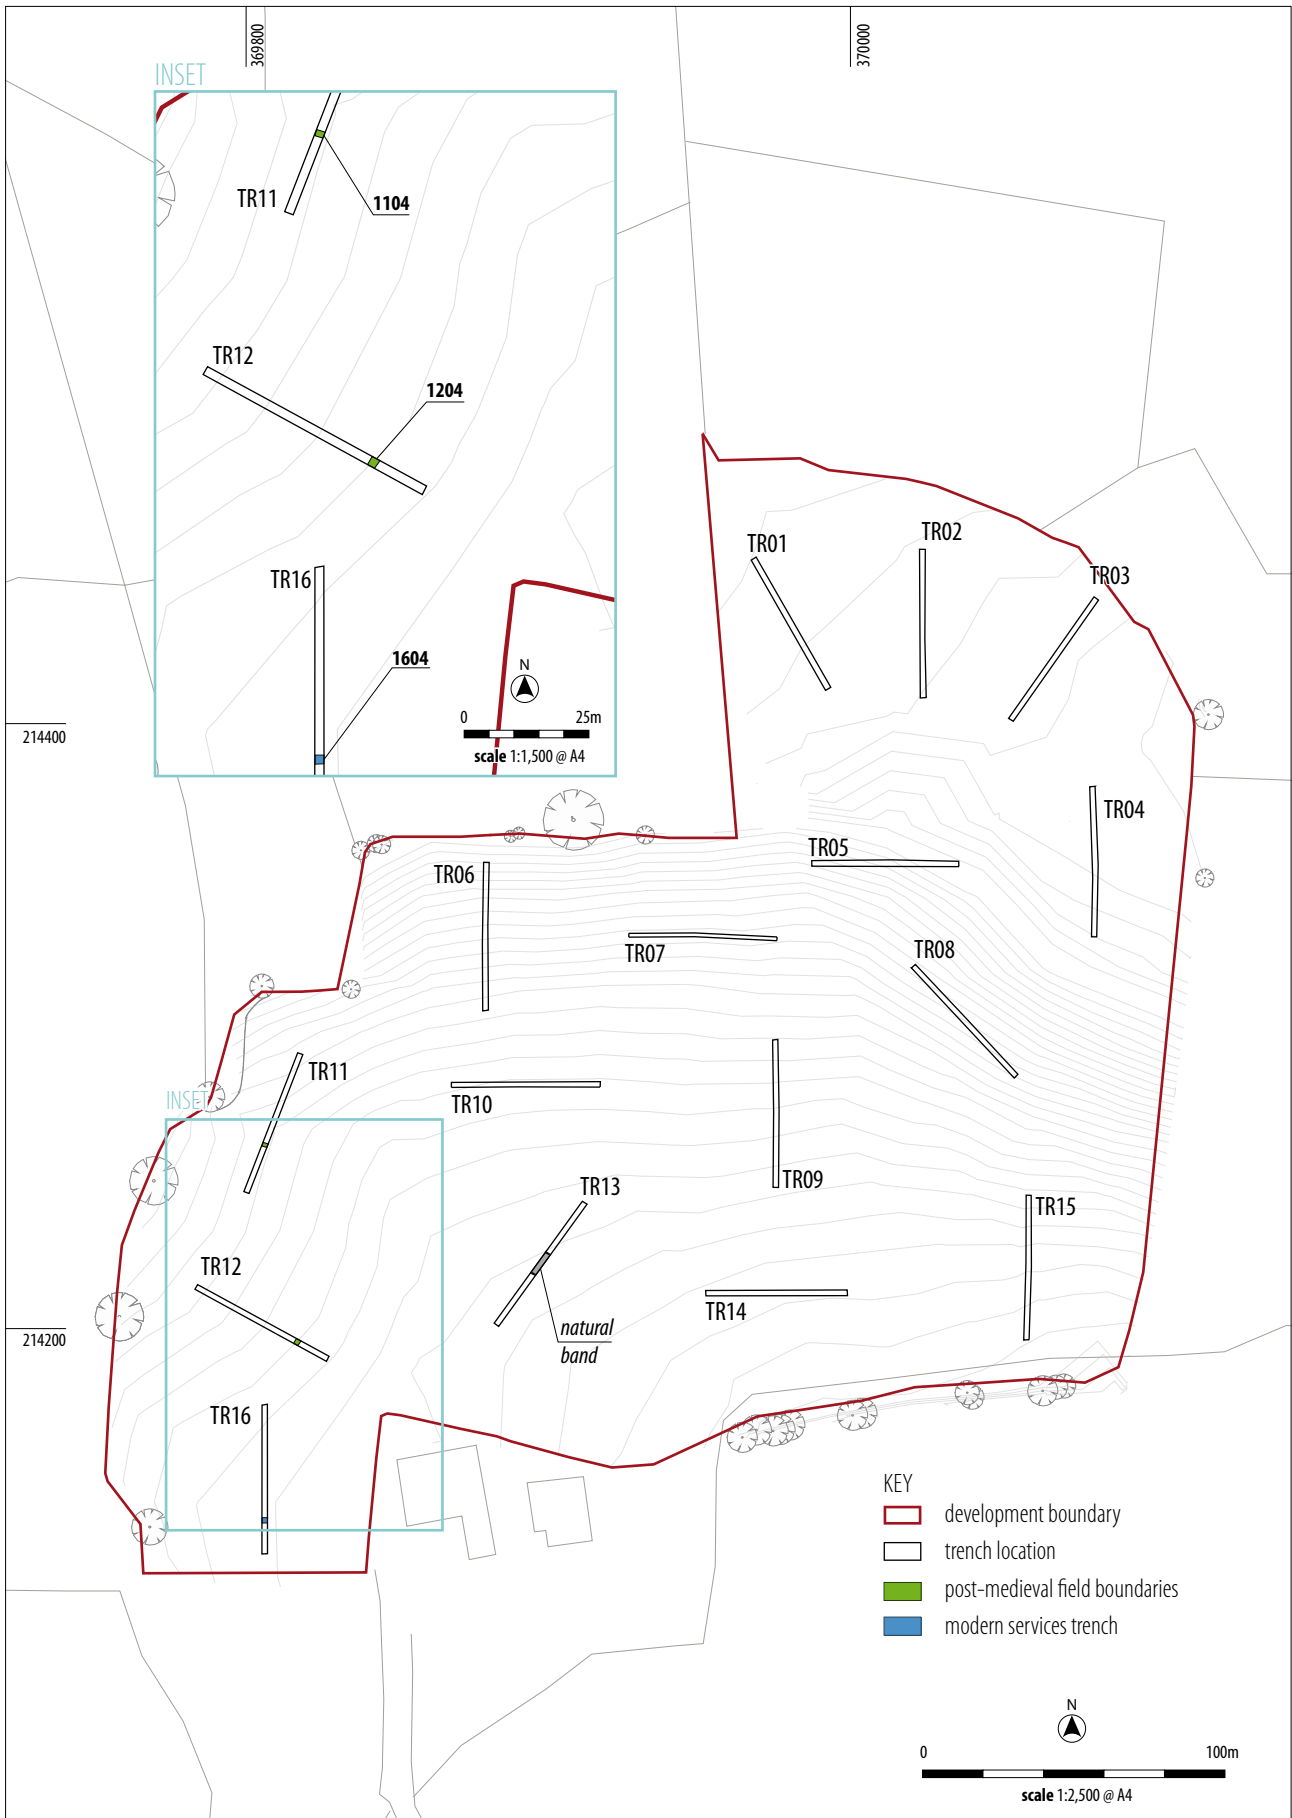 369800
370000
INSET
TR11
1104
TR12
1204
TR16
1604
N
0 25m
scale 1:1,500 @ A4
214400
TR01
TR02
TR03
TR04
TR05
TR06
TR07
TR08
TR11
INSET
TR10
TR09
TR13
TR15
TR12
TR14
natural
band
214200
TR16
KEY
development boundary
trench location
post-medieval field boundaries
modern services trench
N
0 100m
scale 1:2,500 @ A4